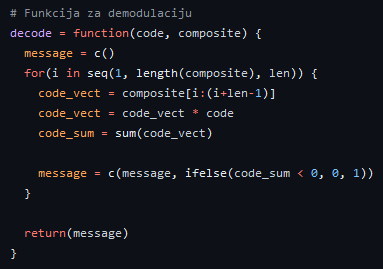 # Funkcija za demodulaciju
decode = function(code, composite) {
  message = c()
  for(i in seq(1, length(composite), len)) {
    code_vect = composite[i:(i+len-1)]
    code_vect = code_vect * code
    code_sum = sum(code_vect)

    message = c(message, ifelse(code_sum < 0, 0, 1))
  }

  return(message)
}